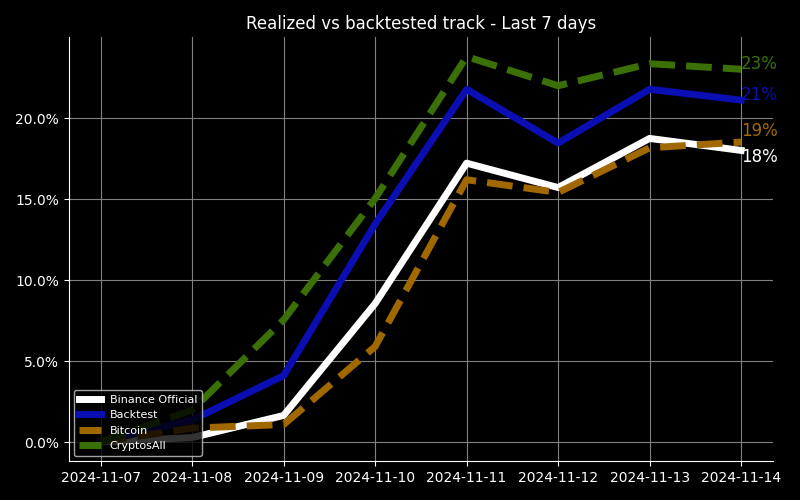 Realized vs backtested track - Last 7 days
23%
21%
20.0%
19%
18%
15.0%
10.0%
5.0%
Binance Official
Backtest
Bitcoin
CryptosAll
0.0%
2024-11-07 2024-11-08 2024-11-09 2024-11-10 2024-11-11 2024-11-12 2024-11-13 2024-11-14